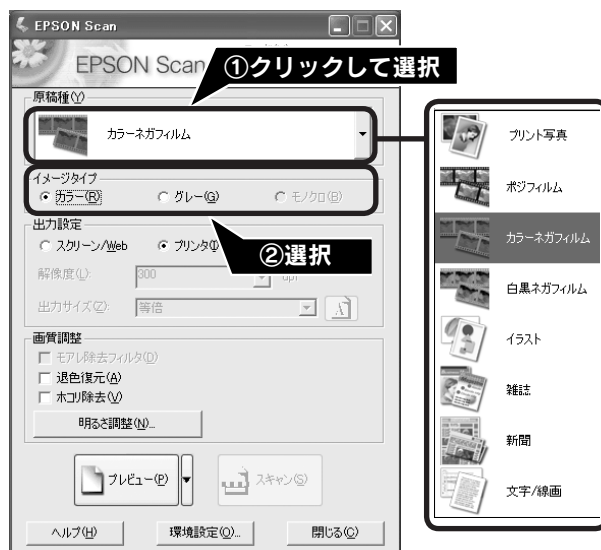 EPSON Scan
EPSON Scan
①クリックして選択
原稿種(Y)
カラーネガフィルム
イメージタイプ
カラー(R)
グレー(G)
モノクロ(B)
②選択
出力設定
スクリーン/Web
プリンタ
解像度(L):
300
dpi
出力サイズ(Z):
等倍
画質調整
モアレ除去フィルタ(D)
退色復元(A)
ホコリ除去(V)
明るさ調整(N)...
プレビュー(P)
スキャン(S)
ヘルプ(H)
環境設定(O)...
閉じる(C)
プリント写真
ポジフィルム
カラーネガフィルム
白黒ネガフィルム
イラスト
雑誌
新聞
文字/線画